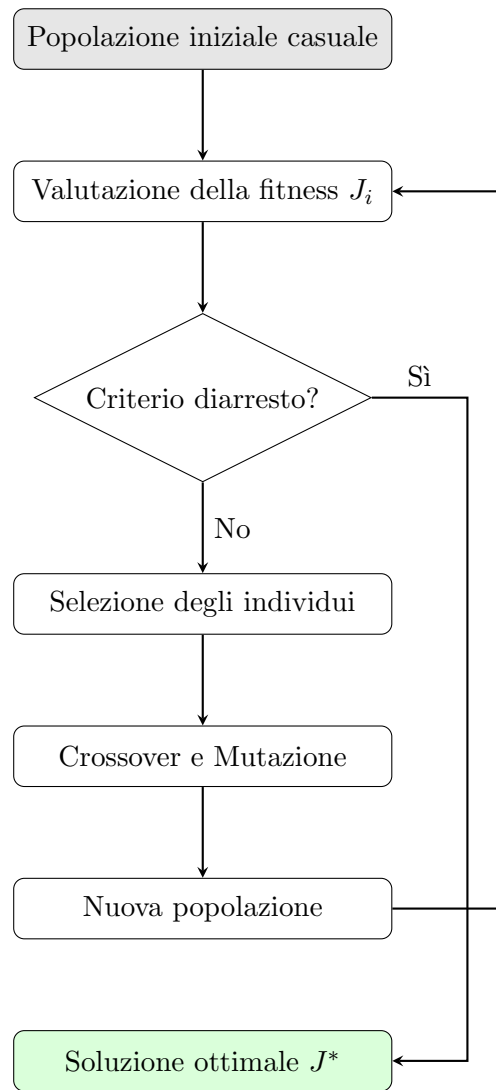 Popolazione iniziale casuale
Valutazione della fitness J_i
Criterio diarresto?
Sì
No
Selezione degli individui
Crossover e Mutazione
Nuova popolazione
Soluzione ottimale J*